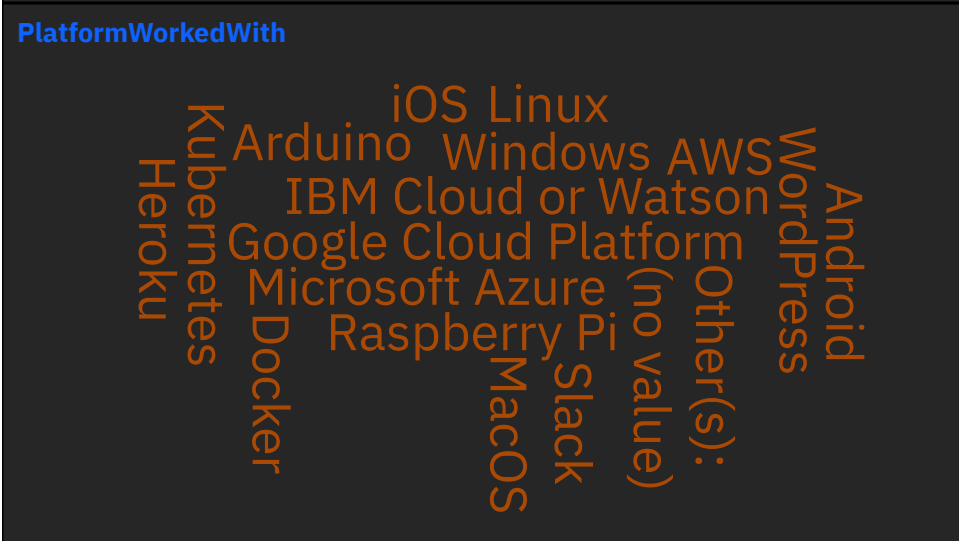 PlatformWorkedWith
iOS
Linux
Kubernetes
Arduino
Windows
AWS
WordPress
Heroku
IBM Cloud or Watson
Android
Google Cloud Platform
Microsoft Azure
(no value)
Other(s):
Docker
Raspberry Pi
MacOS
Slack